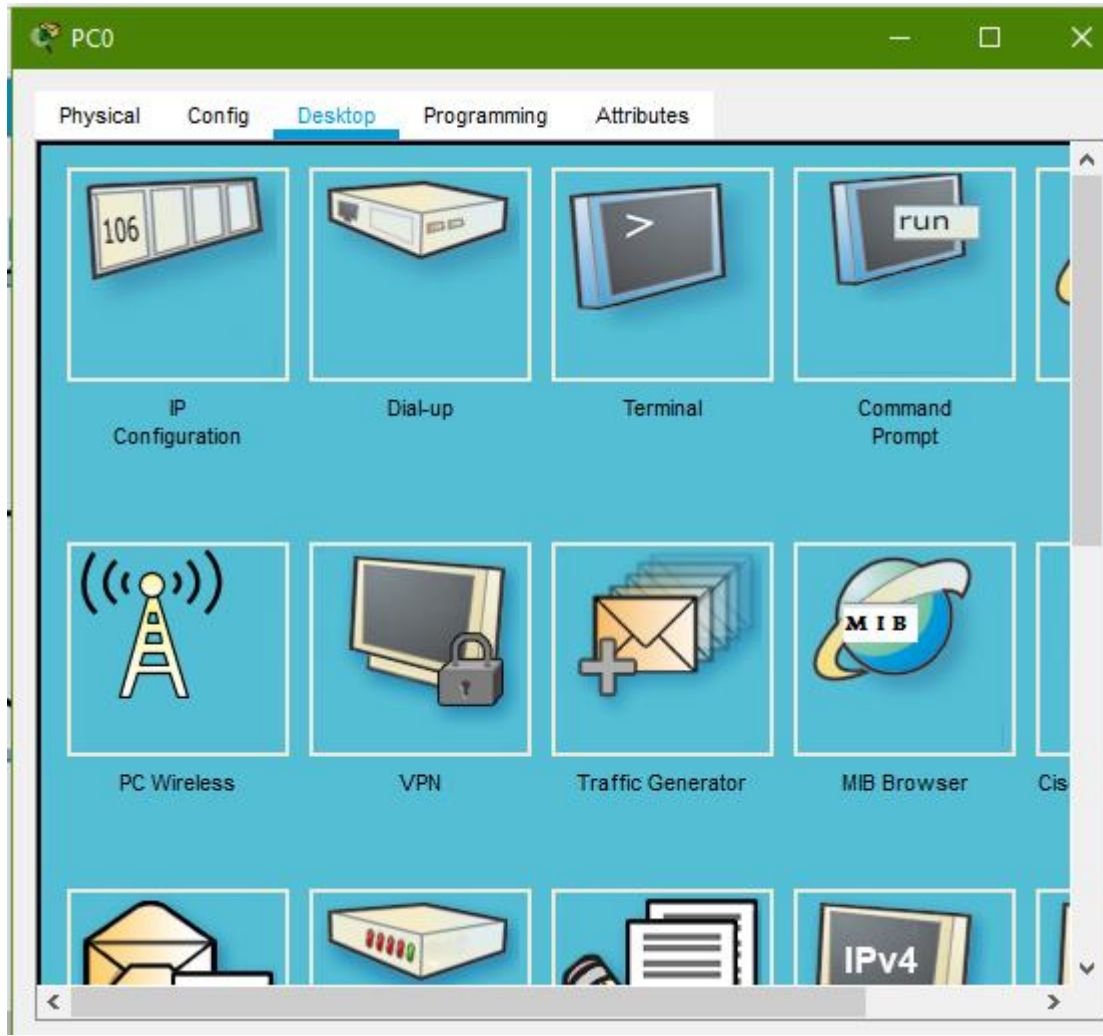 PC0
Physical Config Desktop Programming Attributes
106
>
run
IP
Configuration
Dial-up
Terminal
Command
Prompt
MIB
PC Wireless
VPN
Traffic Generator
MIB Browser
Cis
IPv4